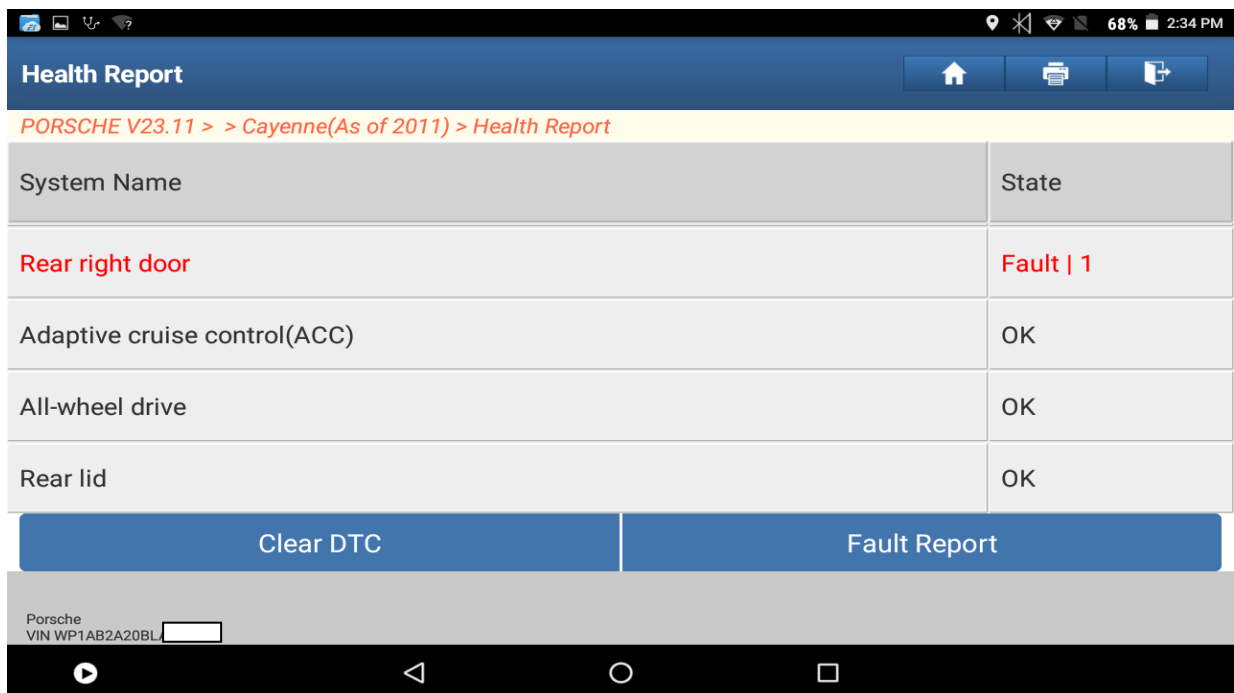 68% 2:34 PM
Health Report
PORSCHE V23.11 > > Cayenne(As of 2011) > Health Report
System Name State
Rear right door Fault | 1
Adaptive cruise control(ACC) OK
All-wheel drive OK
Rear lid OK
Clear DTC Fault Report
Porsche
VIN WP1AB2A20BLA